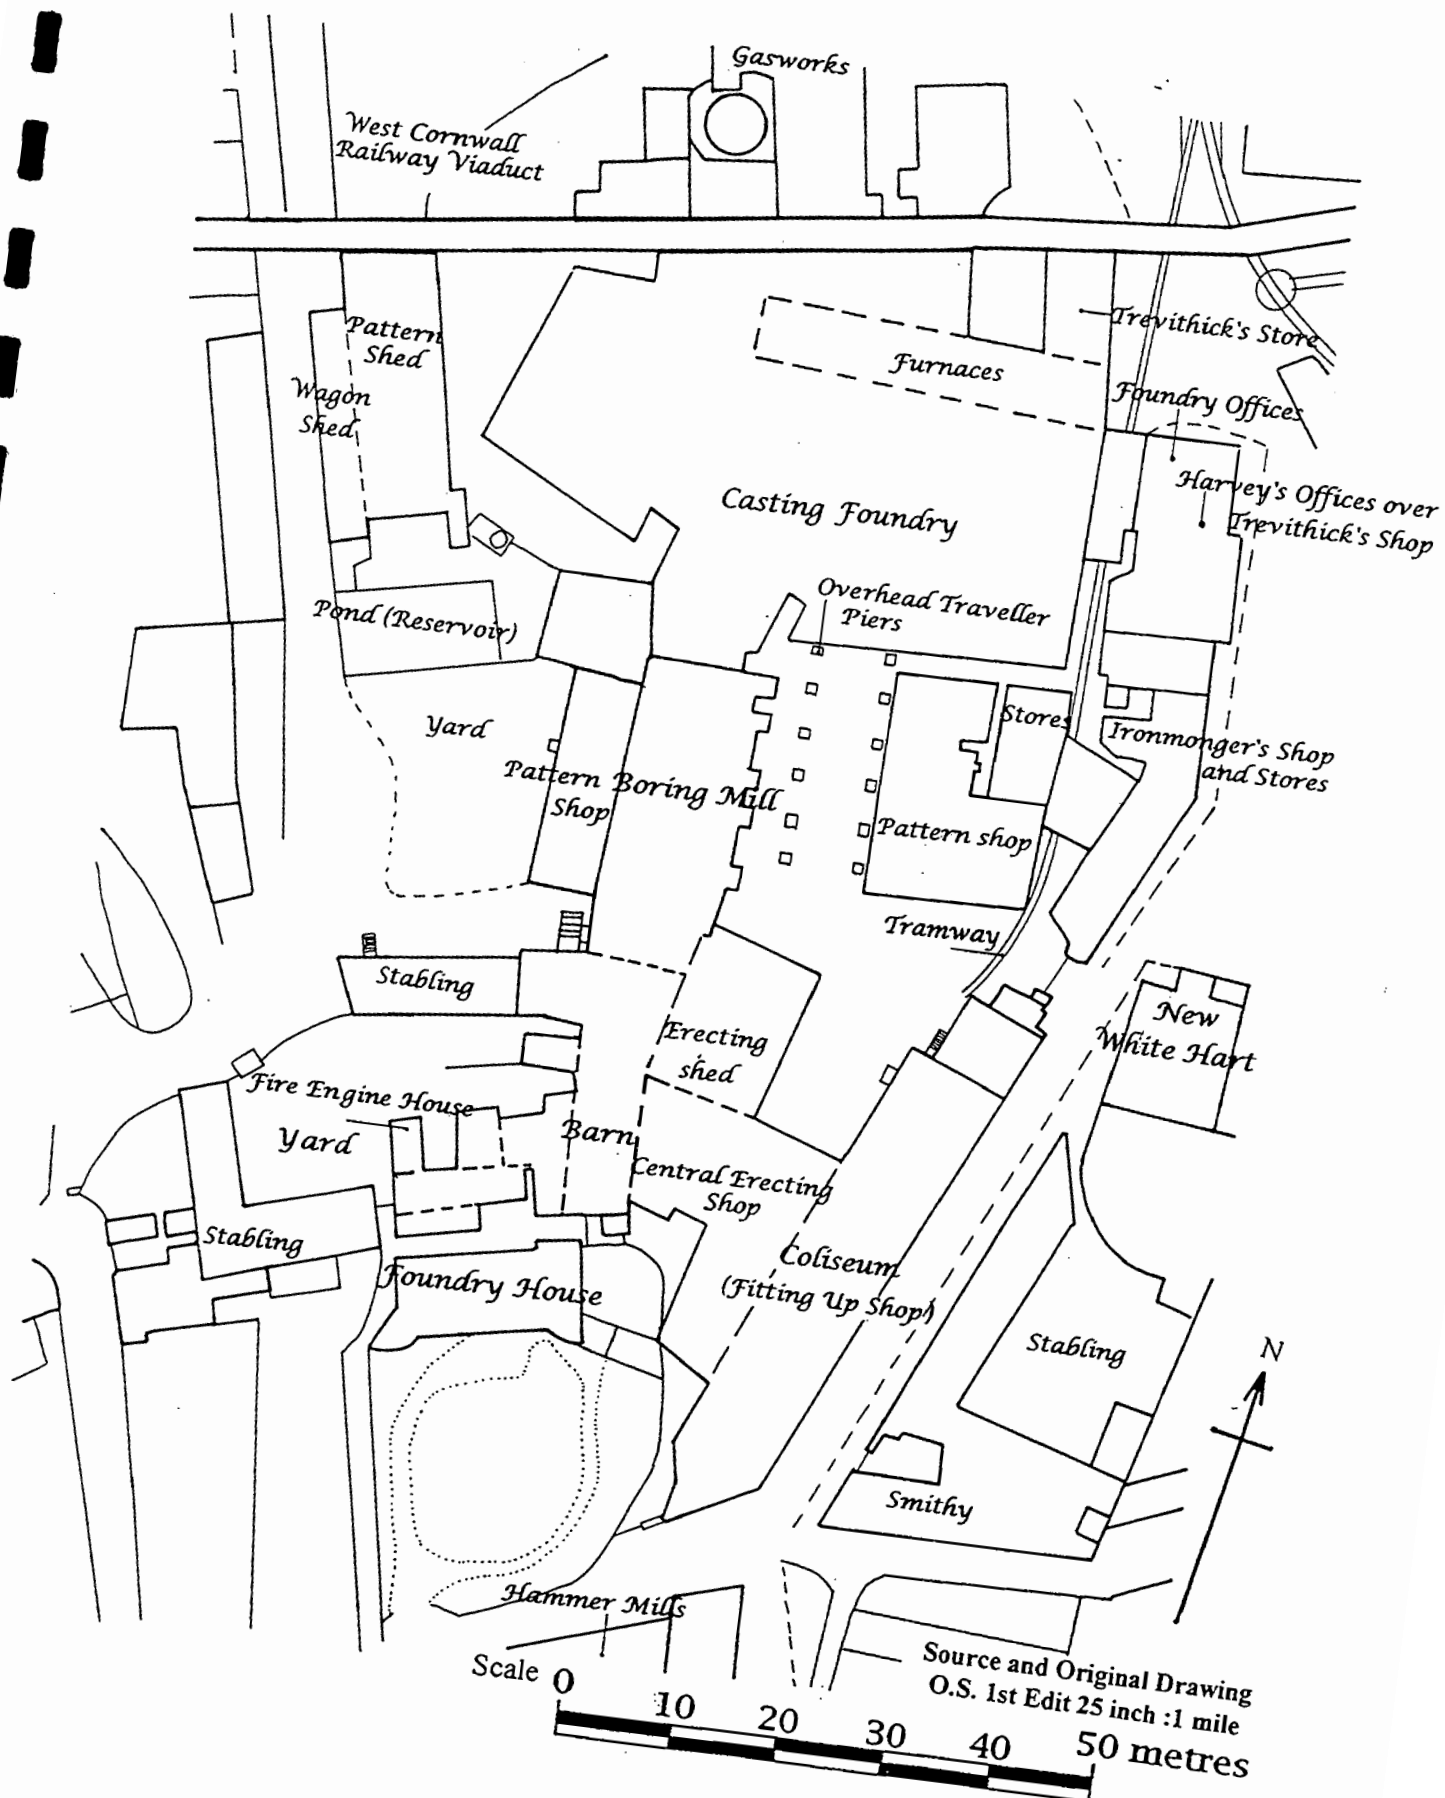 Gasworks
West Cornwall
Railway Viaduct
Trevithick's Store
Pattern
Shed
Furnaces
Wagon
Shed
Foundry Offices
Harvey's Offices over
Trevithick's Shop
Casting Foundry
Overhead Traveller
Piers
Pond (Reservoir)
Yard
Stores
Ironmonger's Shop
and Stores
Pattern
Shop
Boring Mill
Pattern shop
Tramway
Stabling
New
White Hart
Erecting
shed
Fire Engine House
Yard
Barn
Central Erecting
Shop
Stabling
Coliseum
(Fitting Up Shop)
Foundry House
Stabling
N
Smithy
Hammer Mills
Source and Original Drawing
O.S. 1st Edit 25 inch :1 mile
Scale 0 10 20 30 40 50 metres